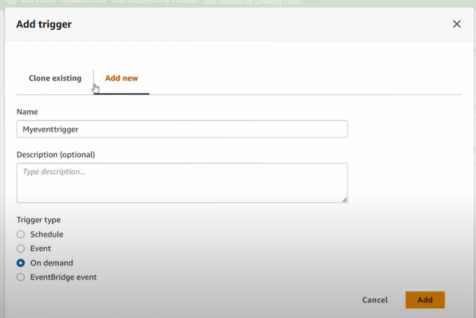 Add trigger
Clone existing
Add new
Name
Myeventtrigger
Description (optional)
Type description...
Trigger type
Schedule
Event
On demand
EventBridge event
Cancel
Add